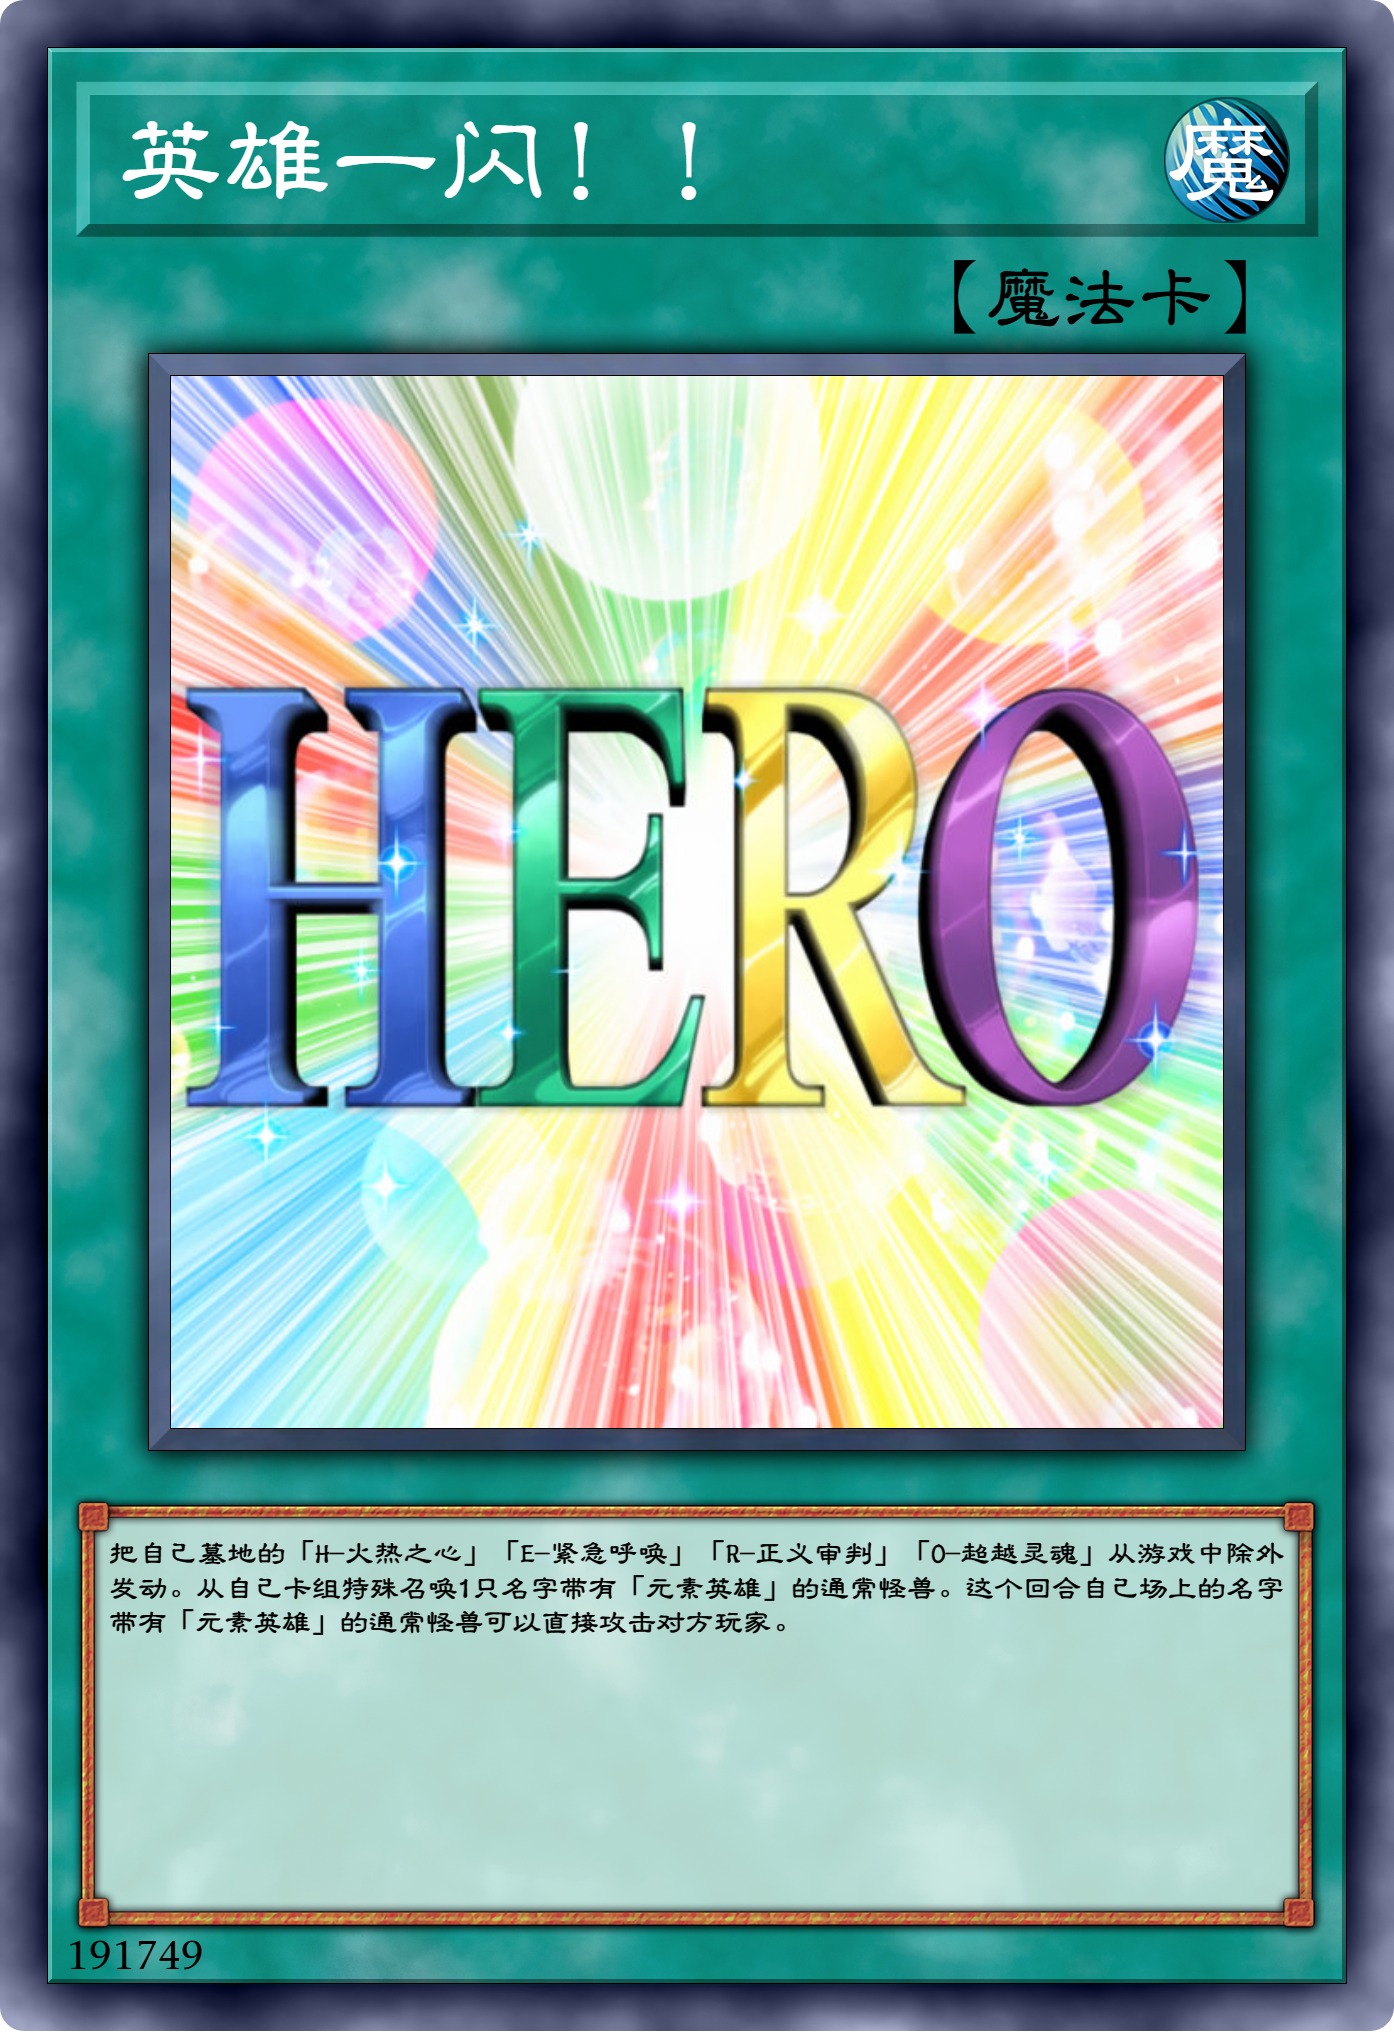 英雄一闪！！
魔
【魔法卡】
HERO
把自己墓地的「H-火热之心」「E-紧急呼唤」「R-正义审判」「O-超越灵魂」从游戏中除外
发动。从自己卡组特殊召唤1只名字带有「元素英雄」的通常怪兽。这个回合自己场上的名字
带有「元素英雄」的通常怪兽可以直接攻击对方玩家。
191749